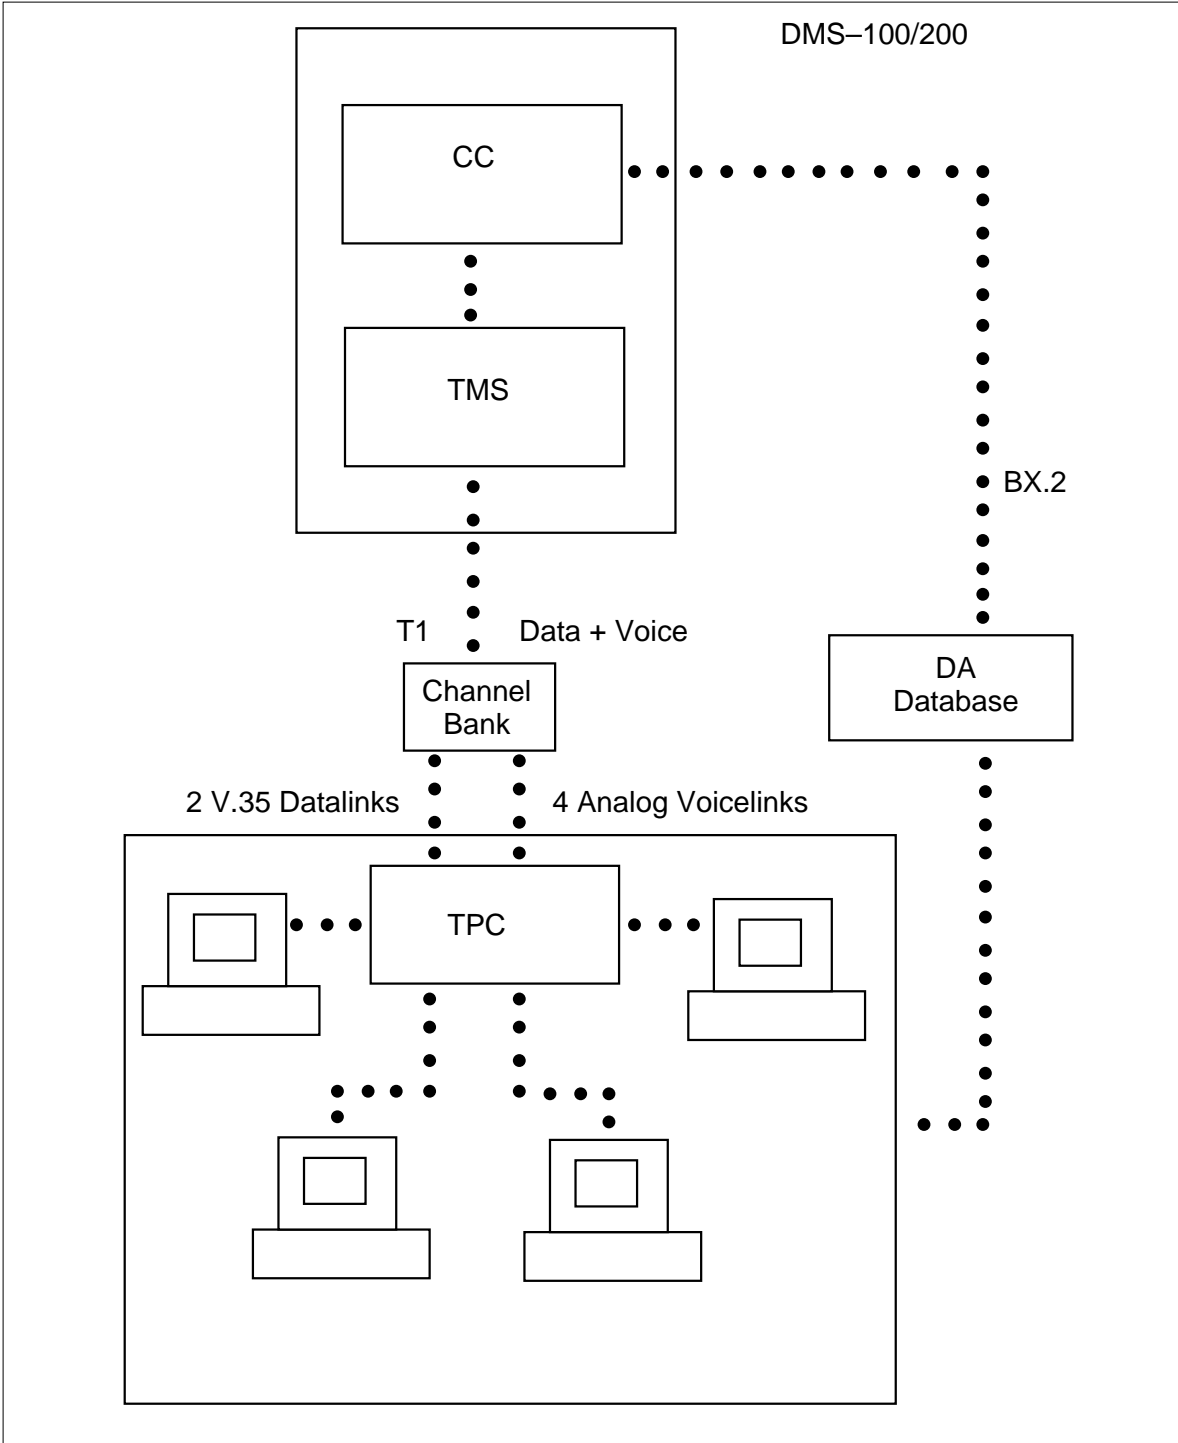 DMS–100/200
CC
TMS
BX.2
T1
Data + Voice
Channel
Bank
DA
Database
2 V.35 Datalinks
4 Analog Voicelinks
TPC